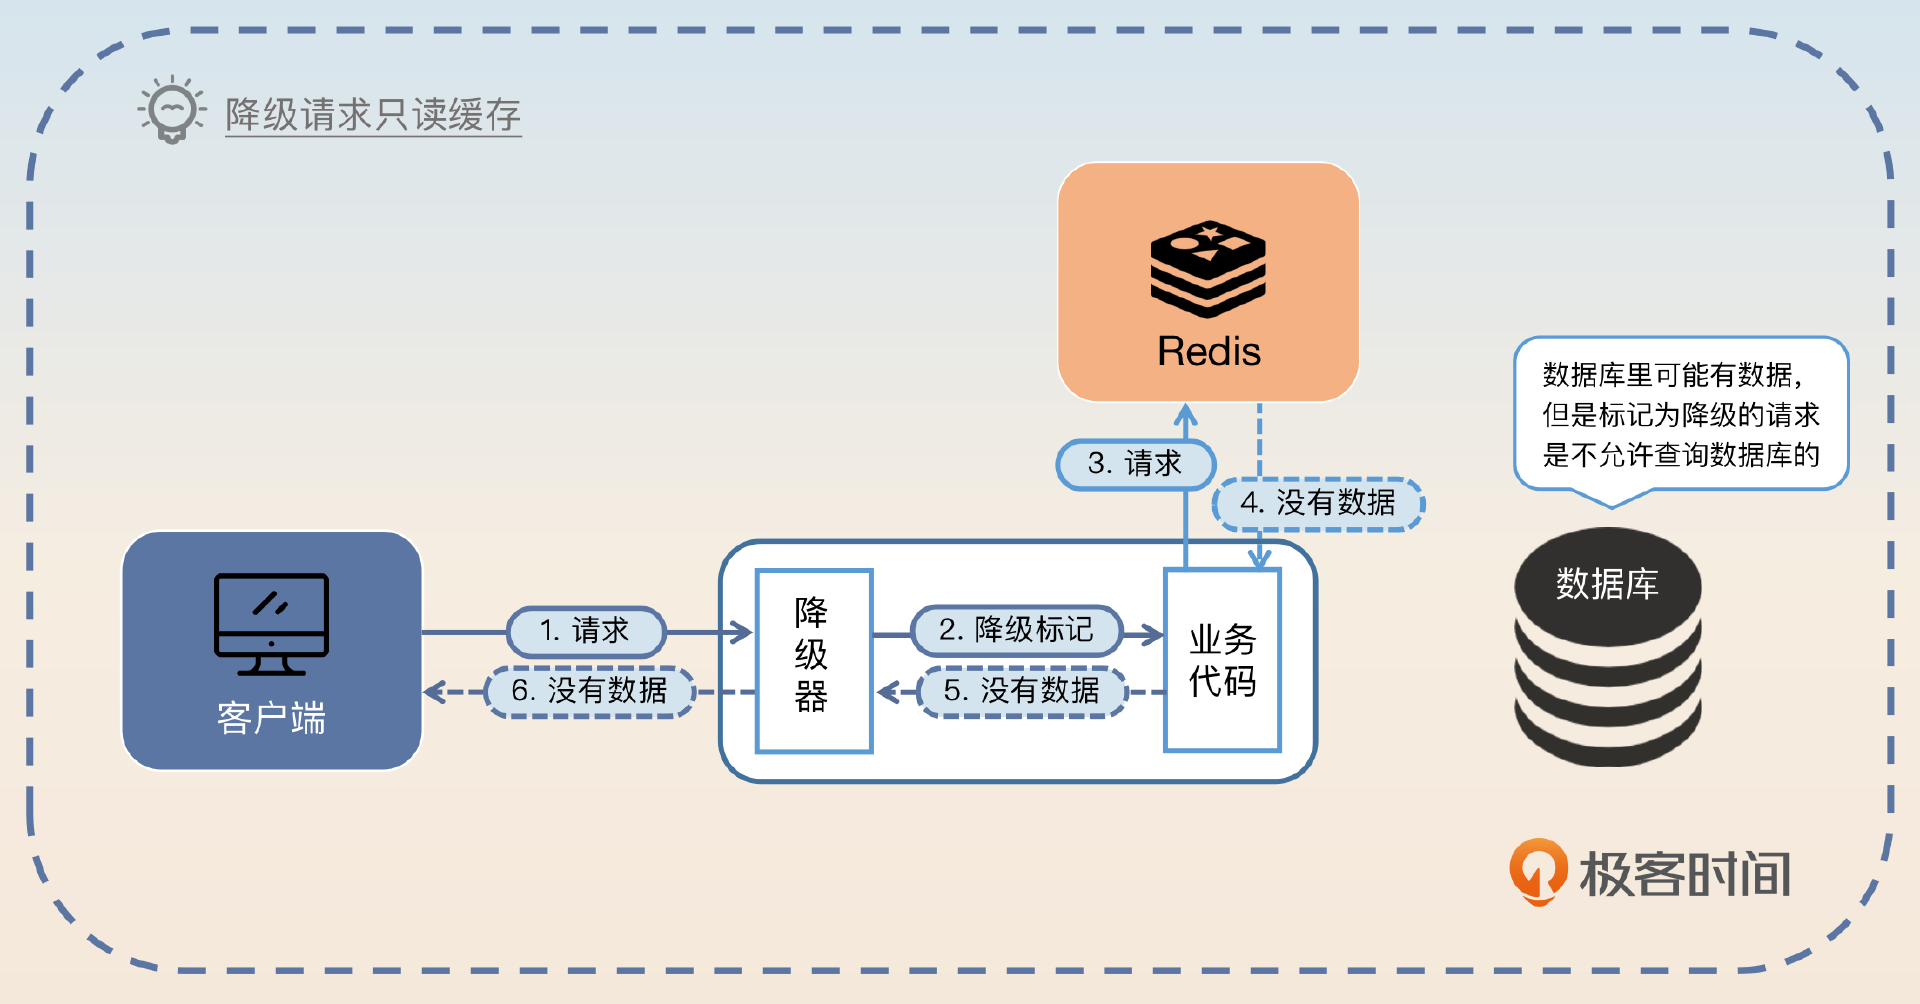 降级请求只读缓存
Redis
数据库里可能有数据，
但是标记为降级的请求
是不允许查询数据库的
3. 请求
4. 没有数据
数据库
1. 请求
降
级
器
2. 降级标记
业务
代码
6. 没有数据
5. 没有数据
客户端
极客时间